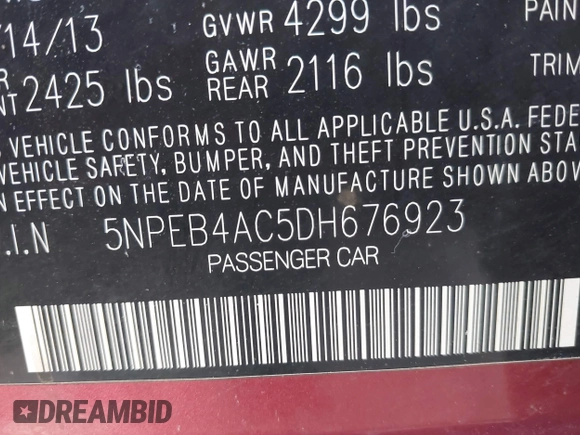 /14/13 GVWR 4299 lbs PAIN
NT 2425 lbs GAWR REAR 2116 lbs TRIM
VEHICLE CONFORMS TO ALL APPLICABLE U.S.A. FEDE
VEHICLE SAFETY, BUMPER, AND THEFT PREVENTION STA
N EFFECT ON THE DATE OF MANUFACTURE SHOWN ABOV
.I.N 5NPEB4AC5DH676923
PASSENGER CAR
DREAMBID